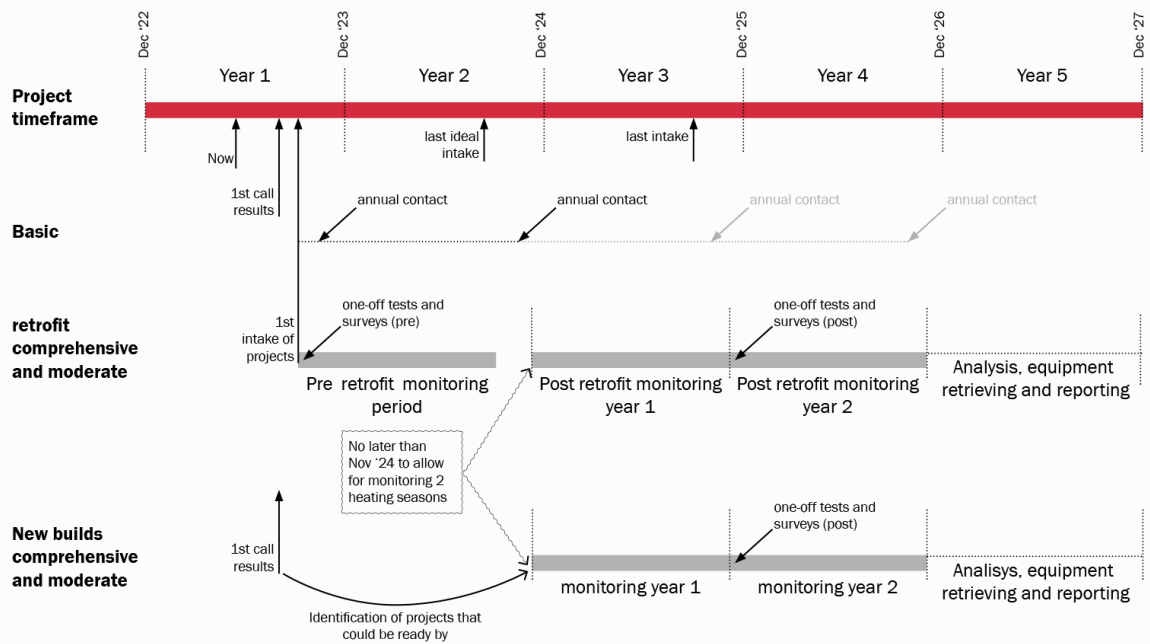 Dec ‘22
Dec ‘23
Dec ‘24
Dec ‘25
Dec ‘26
Dec ‘27
Year 1
Year 2
Year 3
Year 4
Year 5
Project
timeframe
Now
1st call
results
last ideal
intake
last intake
Basic
annual contact
annual contact
annual contact
annual contact
retrofit
comprehensive
and moderate
1st
intake of
projects
one-off tests and
surveys (pre)
one-off tests and
surveys (post)
Pre retrofit monitoring
period
Post retrofit monitoring
year 1
Post retrofit monitoring
year 2
Analysis, equipment
retrieving and reporting
No later than
Nov ‘24 to allow
for monitoring 2
heating seasons
New builds
comprehensive
and moderate
1st call
results
one-off tests and
surveys (post)
monitoring year 1
monitoring year 2
Analisys, equipment
retrieving and reporting
Identification of projects that
could be ready by